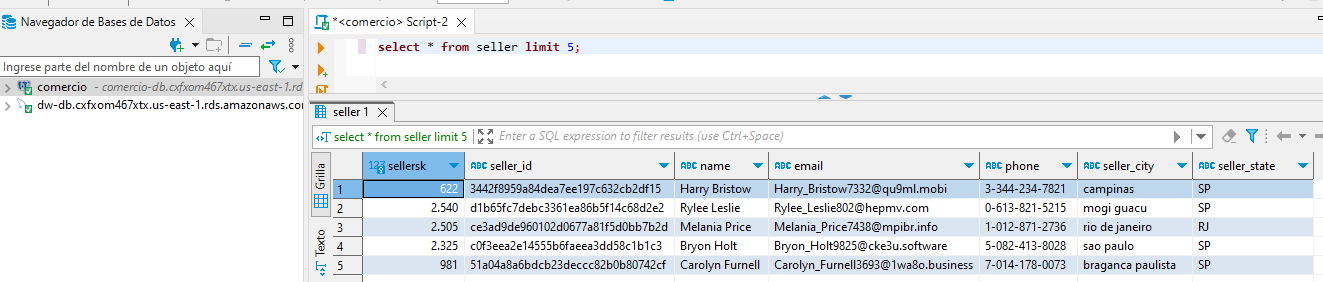 Navegador de Bases de Datos
Ingrese parte del nombre de un objeto aquí
comercio - comercio-db.cxfxom467xtx.us-east-1.rd
dw-db.cxfxom467xtx.us-east-1.rds.amazonaws.co
*<comercio> Script-2
select * from seller limit 5;
seller 1
select * from seller limit 5 Enter a SQL expression to filter results (use Ctrl+Space)
Grilla
Texto
123 sellersk ABC seller_id ABC name ABC email ABC phone ABC seller_city ABC seller_state
1 622 3442f8959a84dea7ee197c632cb2df15 Harry Bristow Harry_Bristow7332@qu9ml.mobi 3-344-234-7821 campinas SP
2 2.540 d1b65fc7debc3361ea86b5f14c68d2e2 Rylee Leslie Rylee_Leslie802@hepmv.com 0-613-821-5215 mogi guacu SP
3 2.505 ce3ad9de960102d0677a81f5d0bb7b2d Melania Price Melania_Price7438@mpibr.info 1-012-871-2736 rio de janeiro RJ
4 2.325 c0f3eea2e14555b6faeea3dd58c1b1c3 Bryon Holt Bryon_Holt9825@cke3u.software 5-082-413-8028 sao paulo SP
5 981 51a04a8a6bdcb23deccc82b0b80742cf Carolyn Furnell Carolyn_Furnell3693@1wa8o.business 7-014-178-0073 braganca paulista SP